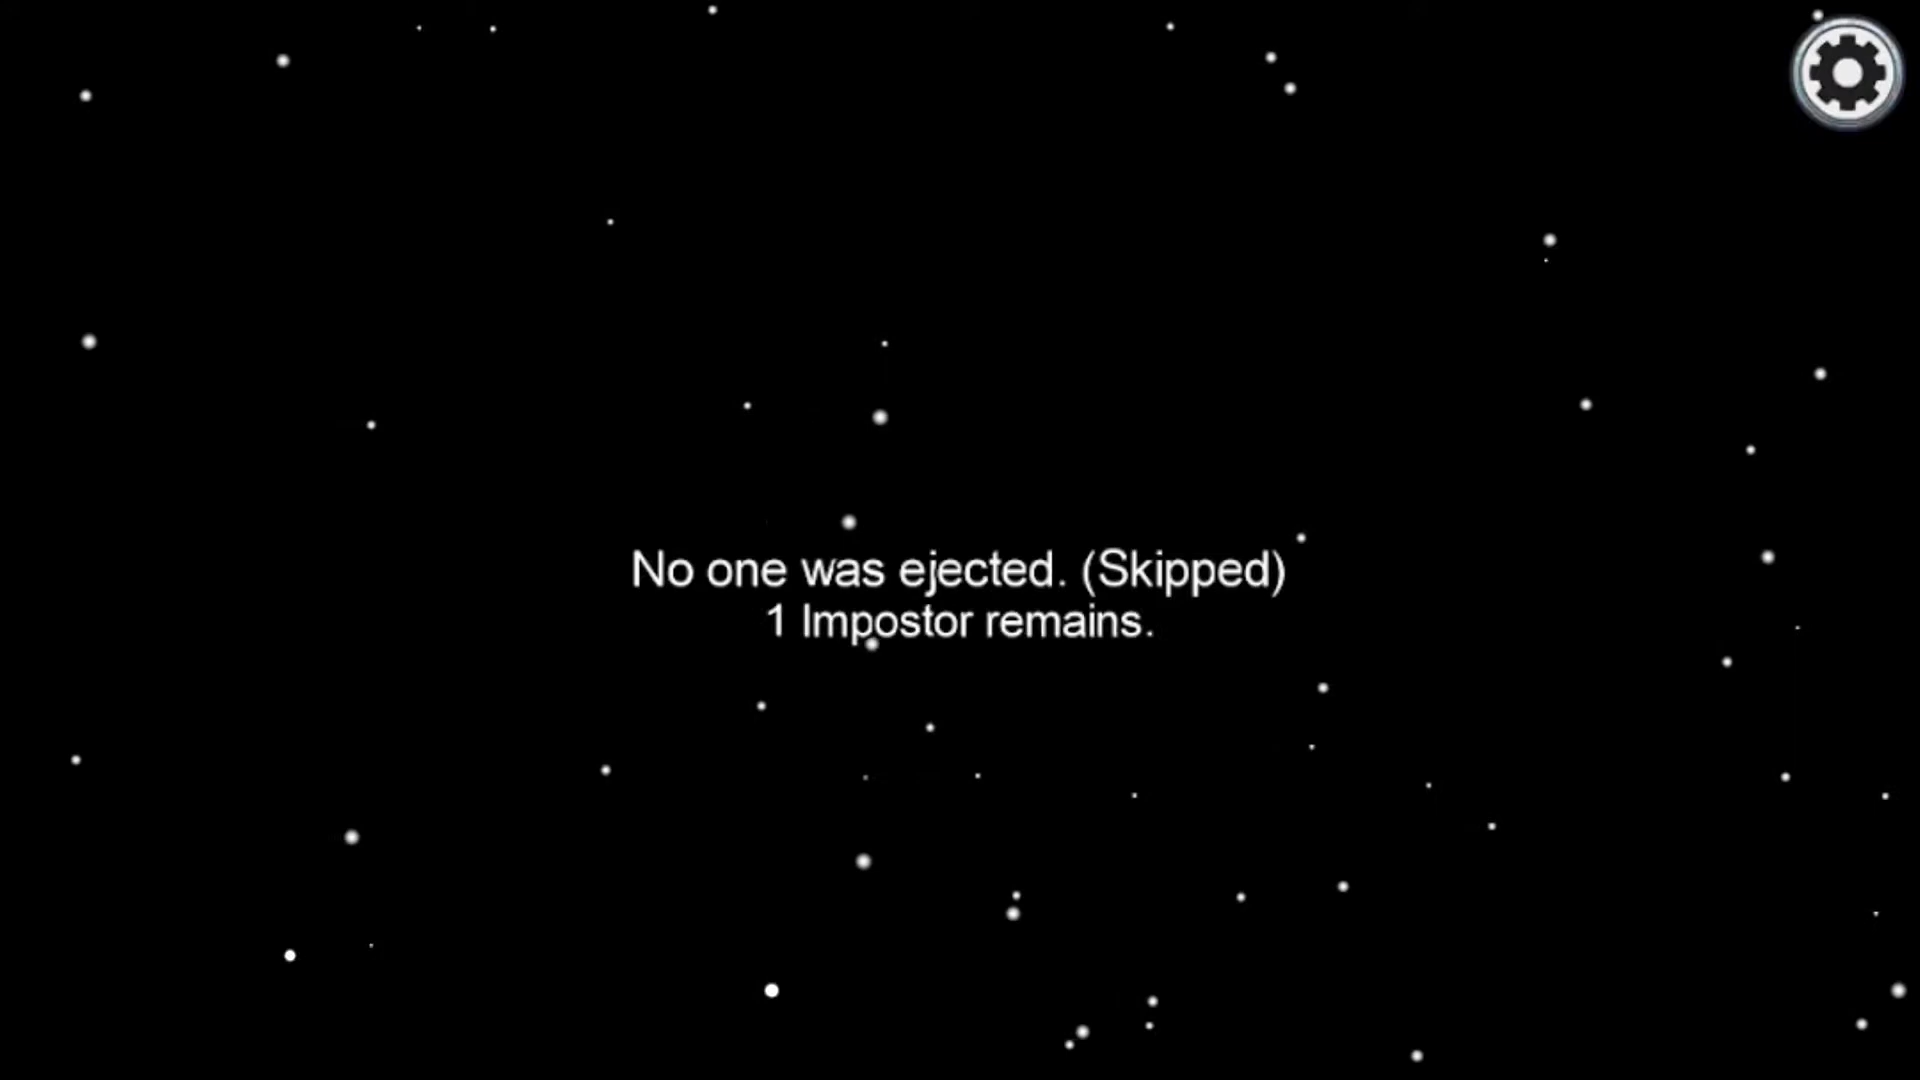 No one was ejected. (Skipped)
1 Impostor remains.